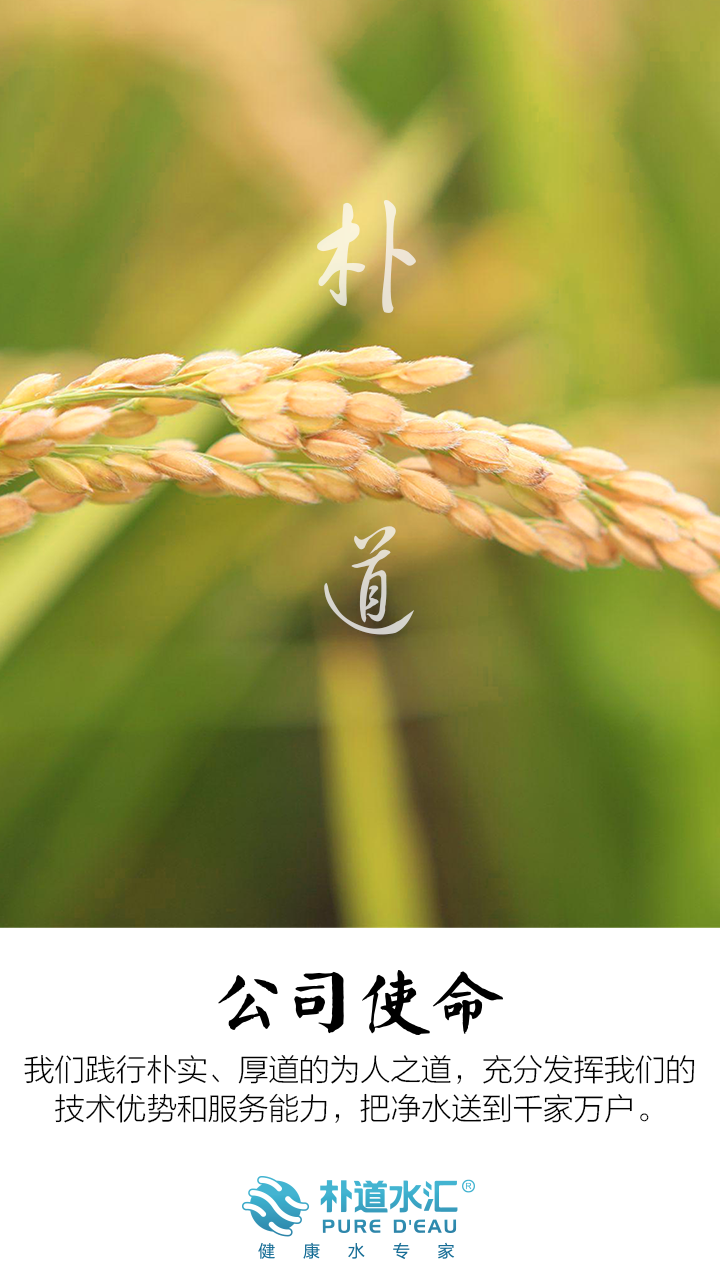 朴
道
公司使命
我们践行朴实、厚道的为人之道，充分发挥我们的
技术优势和服务能力，把净水送到千家万户。
朴道水汇®
PURE D'EAU
健康水专家